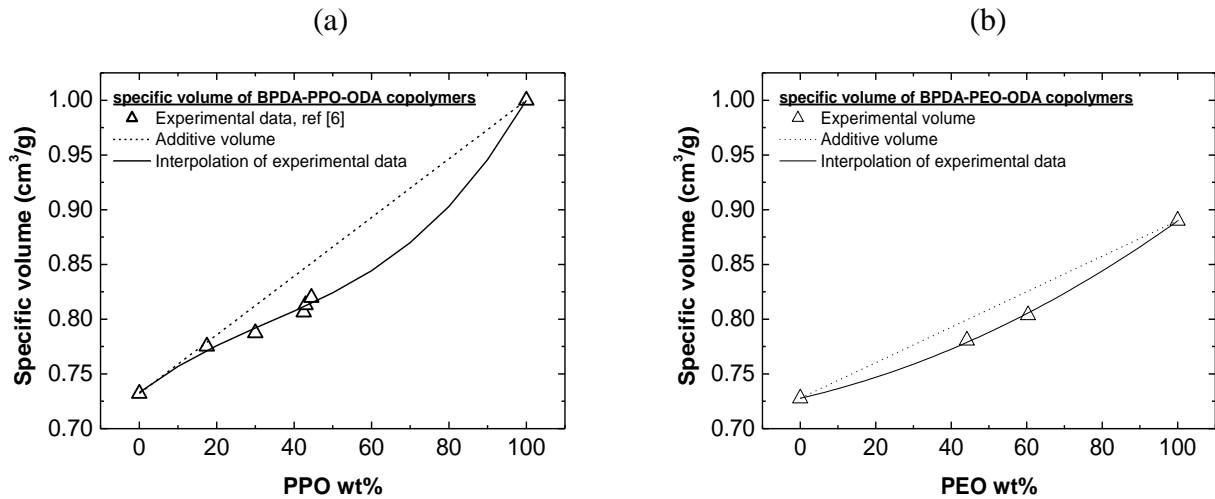 (a)
specific volume of BPDA-PPO-ODA copolymers
Experimental data, ref [6]
Additive volume
Interpolation of experimental data
Specific volume (cm³/g)
1.00
0.95
0.90
0.85
0.80
0.75
0.70
0 20 40 60 80 100
PPO wt%
(b)
specific volume of BPDA-PEO-ODA copolymers
Experimental volume
Additive volume
Interpolation of experimental data
Specific volume (cm³/g)
1.00
0.95
0.90
0.85
0.80
0.75
0.70
0 20 40 60 80 100
PEO wt%